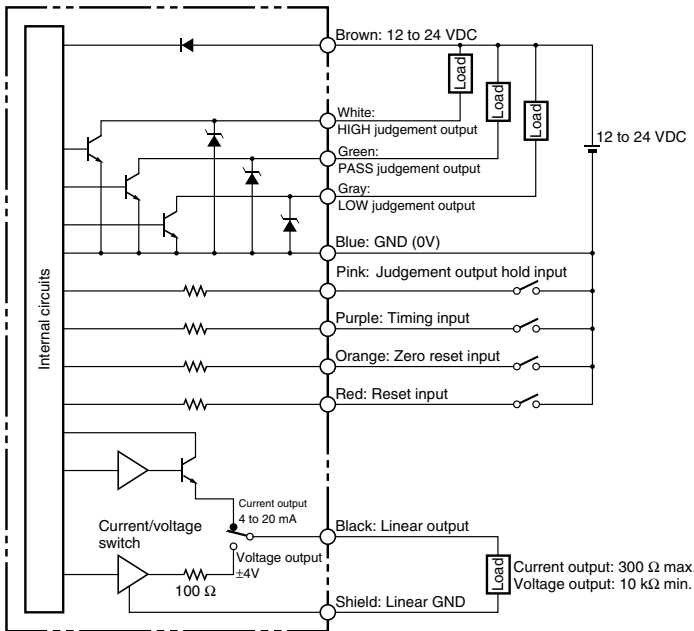 Brown: 12 to 24 VDC
Load
Load
Load
White:
HIGH judgement output
12 to 24 VDC
Green:
PASS judgement output
Gray:
LOW judgement output
Blue: GND (0V)
Pink: Judgement output hold input
Purple: Timing input
Internal circuits
Orange: Zero reset input
Red: Reset input
Current output
4 to 20 mA
Current/voltage
switch
Black: Linear output
Voltage output
±4V
100 Ω
Load
Current output: 300 Ω max.
Voltage output: 10 kΩ min.
Shield: Linear GND